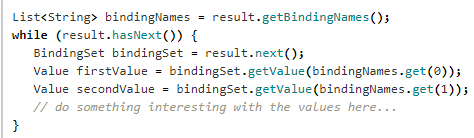 List<String> bindingNames = result.getBindingNames();
while (result.hasNext()) {
   BindingSet bindingSet = result.next();
   Value firstValue = bindingSet.getValue(bindingNames.get(0));
   Value secondValue = bindingSet.getValue(bindingNames.get(1));
   // do something interesting with the values here...
}